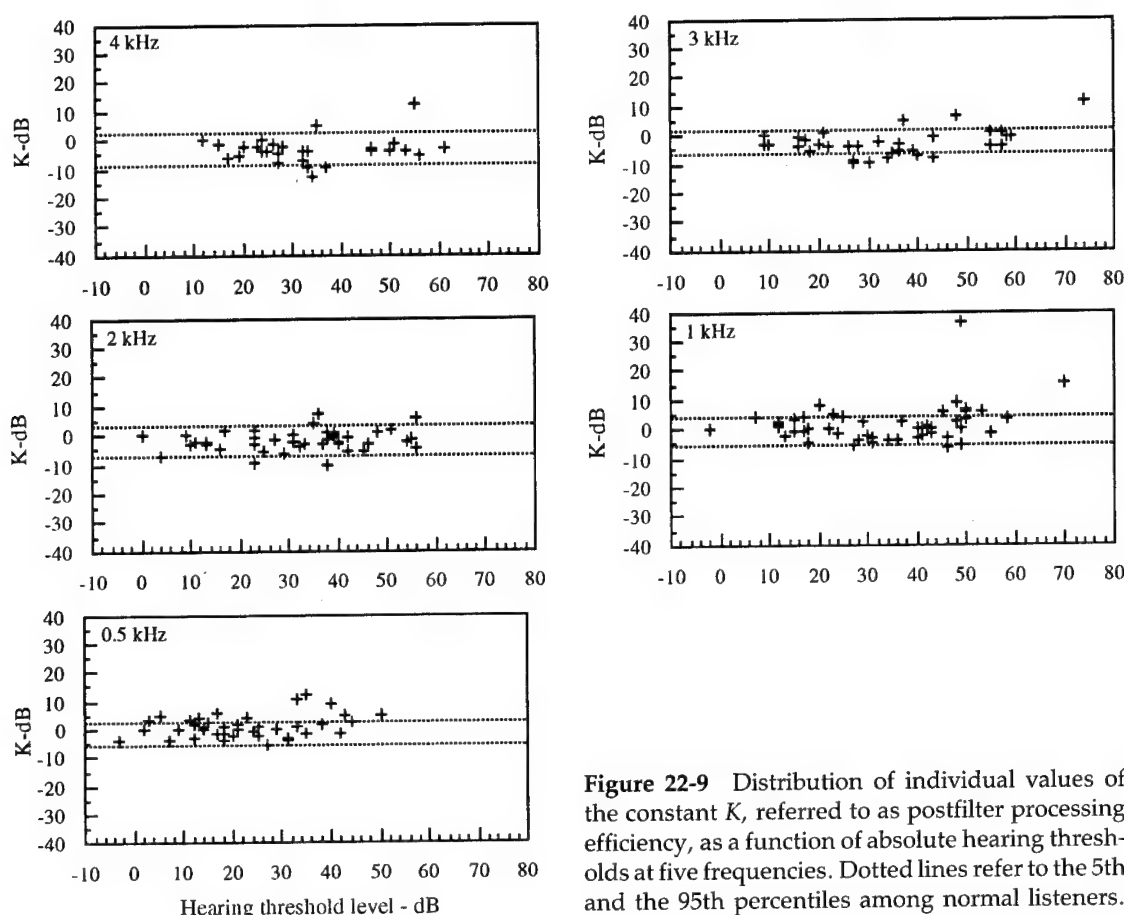 4 kHz
40
30
20
10
0
-10
-20
-30
-40
K-dB
-10 0 10 20 30 40 50 60 70 80
3 kHz
40
30
20
10
0
-10
-20
-30
-40
K-dB
-10 0 10 20 30 40 50 60 70 80
2 kHz
40
30
20
10
0
-10
-20
-30
-40
K-dB
-10 0 10 20 30 40 50 60 70 80
1 kHz
40
30
20
10
0
-10
-20
-30
-40
K-dB
-10 0 10 20 30 40 50 60 70 80
0.5 kHz
40
30
20
10
0
-10
-20
-30
-40
K-dB
-10 0 10 20 30 40 50 60 70 80
Hearing threshold level - dB
Figure 22-9 Distribution of individual values of
the constant K, referred to as postfilter processing
efficiency, as a function of absolute hearing thresh-
olds at five frequencies. Dotted lines refer to the 5th
and the 95th percentiles among normal listeners.